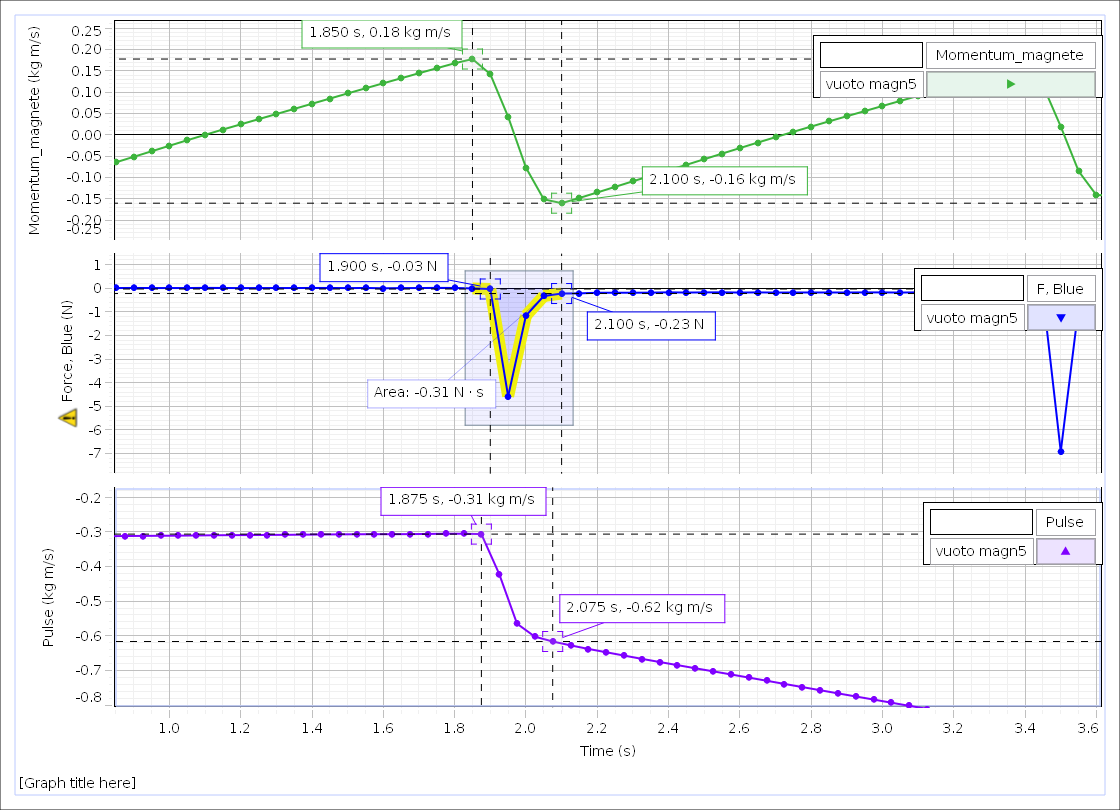 Momentum_magnete (kg m/s)
0.25
0.20
0.15
0.10
0.05
0.00
-0.05
-0.10
-0.15
-0.20
-0.25
1.850 s, 0.18 kg m/s
2.100 s, -0.16 kg m/s
Momentum_magnete
vuoto magn5
Force, Blue (N)
1
0
-1
-2
-3
-4
-5
-6
-7
1.900 s, -0.03 N
2.100 s, -0.23 N
Area: -0.31 N · s
F, Blue
vuoto magn5
Pulse (kg m/s)
-0.2
-0.3
-0.4
-0.5
-0.6
-0.7
-0.8
1.875 s, -0.31 kg m/s
2.075 s, -0.62 kg m/s
Pulse
vuoto magn5
1.0 1.2 1.4 1.6 1.8 2.0 2.2 2.4 2.6 2.8 3.0 3.2 3.4 3.6
Time (s)
[Graph title here]